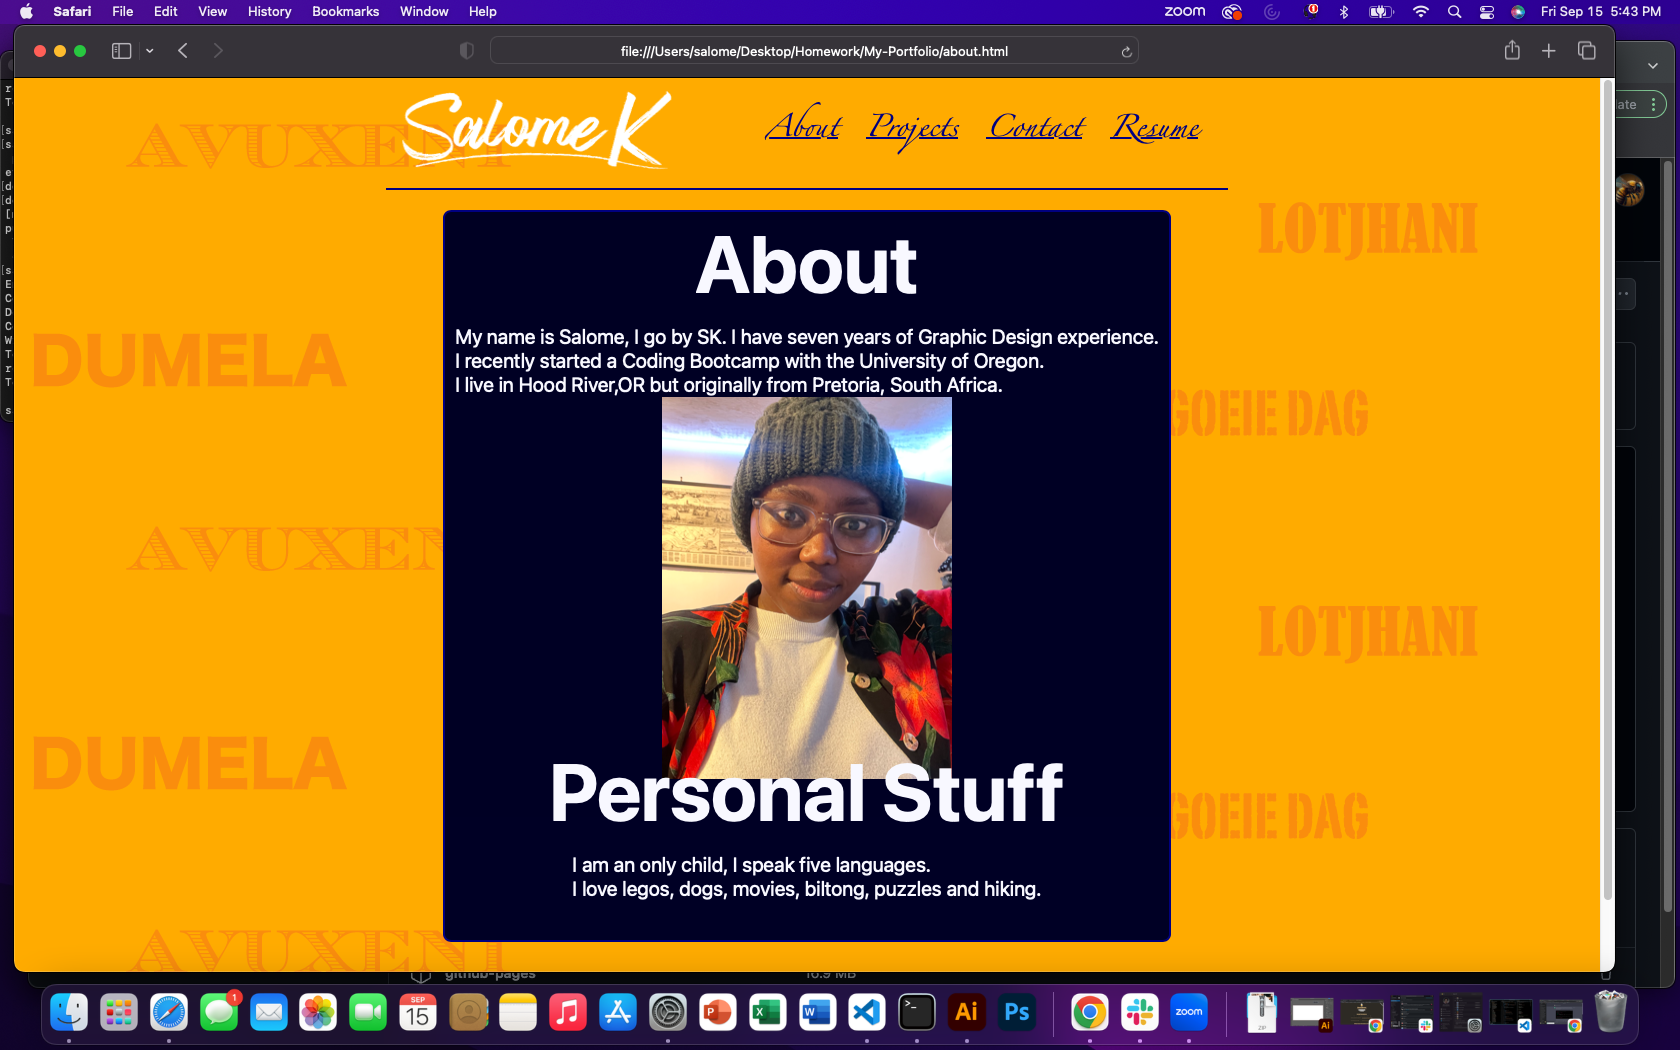 Safari File Edit View History Bookmarks Window Help zoom Fri Sep 15 5:43 PM
file:///Users/salome/Desktop/Homework/My-Portfolio/about.html
Salome K About Projects Contact Resume
LOTJHANI
DUMELA
GOEIE DAG
AVUXENI
LOTJHANI
DUMELA
GOEIE DAG
About
My name is Salome, I go by SK. I have seven years of Graphic Design experience.
I recently started a Coding Bootcamp with the University of Oregon.
I live in Hood River,OR but originally from Pretoria, South Africa.
Personal Stuff
I am an only child, I speak five languages.
I love legos, dogs, movies, biltong, puzzles and hiking.
github-pages 16.9 MB
1
SEP
15
P
X
W
>_
Ai
Ps
zoom